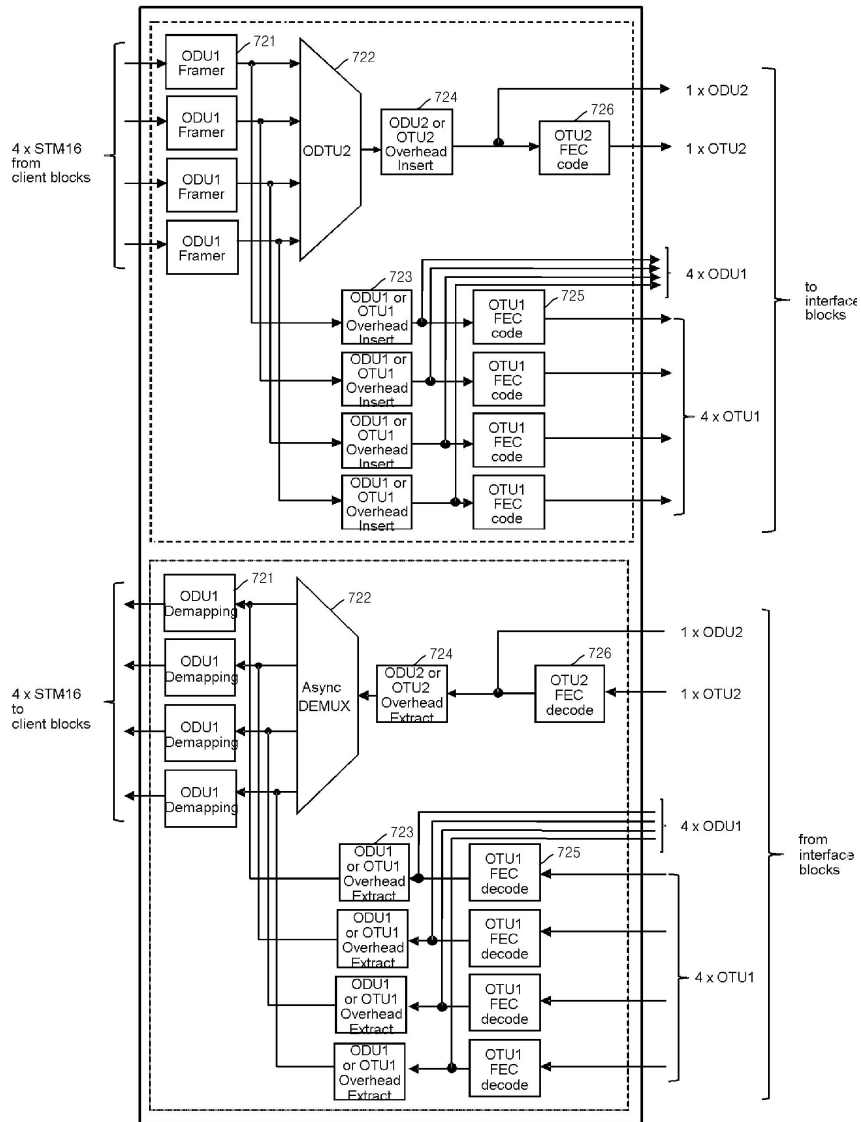 ODU1
Framer
721
ODU1
Framer
ODU1
Framer
ODU1
Framer
4 x STM16
from
client blocks
722
ODTU2
724
ODU2 or
OTU2
Overhead
Insert
726
OTU2
FEC
code
1 x ODU2
1 x OTU2
4 x ODU1
to
interface
blocks
723
ODU1 or
OTU1
Overhead
Insert
725
OTU1
FEC
code
ODU1 or
OTU1
Overhead
Insert
OTU1
FEC
code
ODU1 or
OTU1
Overhead
Insert
OTU1
FEC
code
ODU1 or
OTU1
Overhead
Insert
OTU1
FEC
code
4 x OTU1
721
ODU1
Demapping
ODU1
Demapping
ODU1
Demapping
ODU1
Demapping
4 x STM16
to
client blocks
722
Async
DEMUX
724
ODU2 or
OTU2
Overhead
Extract
726
OTU2
FEC
decode
1 x ODU2
1 x OTU2
4 x ODU1
from
interface
blocks
723
ODU1
or OTU1
Overhead
Extract
725
OTU1
FEC
decode
ODU1
or OTU1
Overhead
Extract
OTU1
FEC
decode
ODU1
or OTU1
Overhead
Extract
OTU1
FEC
decode
ODU1
or OTU1
Overhead
Extract
OTU1
FEC
decode
4 x OTU1